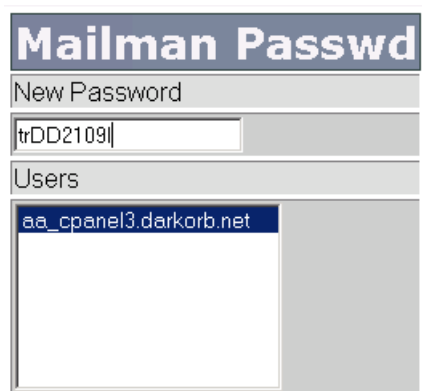 Mailman Passwd
New Password
trDD2109l
Users
aa_cpanel3.darkorb.net